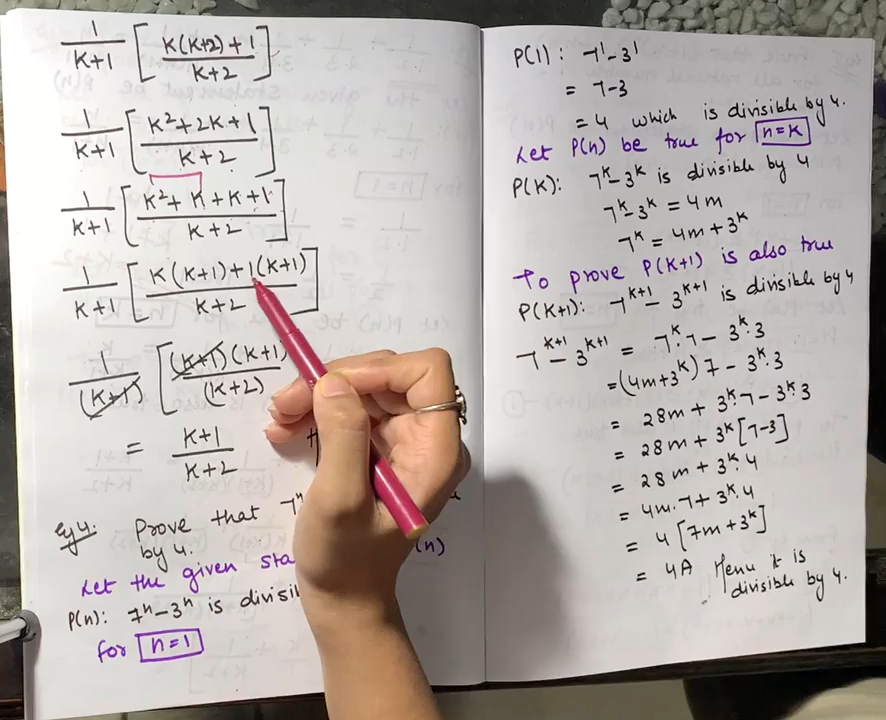 1/(K+1) [(K(K+2)+1)/(K+2)]
1/(K+1) [(K²+2K+1)/(K+2)]
1/(K+1) [(K²+K+K+1)/(K+2)]
1/(K+1) [(K(K+1)+1(K+1))/(K+2)]
1/(K+1) [(K+1)(K+1)/(K+2)]
= (K+1)/(K+2)
Eg 4. Prove that 7ⁿ
by 4.
Let the given (n)
P(n): 7ⁿ-3ⁿ is
for n=1
P(1): 7¹-3¹
= 7-3
= 4 which is divisible by 4.
Let P(n) be true for n=K
P(K): 7ᴷ-3ᴷ is divisible by 4
7ᴷ-3ᴷ = 4m
7ᴷ = 4m+3ᴷ
To prove P(K+1) is also true
P(K+1): 7ᴷ⁺¹- 3ᴷ⁺¹ is divisible by 4
7ᴷ⁺¹-3ᴷ⁺¹ = 7ᴷ.7-3ᴷ.3
=(4m+3ᴷ)7-3ᴷ.3
= 28m+3ᴷ.7-3ᴷ.3
= 28m+3ᴷ[7-3]
= 28m+3ᴷ.4
= 4m.7+3ᴷ.4
= 4[7m+3ᴷ]
= 4A Henu it is
divisible by 4.